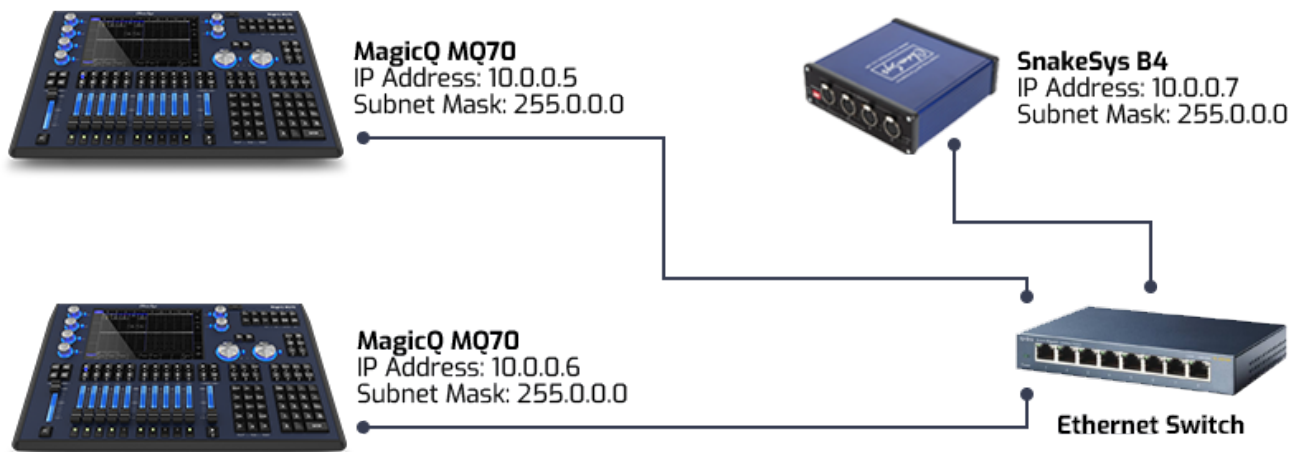 MagicQ MQ70
IP Address: 10.0.0.5
Subnet Mask: 255.0.0.0
SnakeSys B4
IP Address: 10.0.0.7
Subnet Mask: 255.0.0.0
MagicQ MQ70
IP Address: 10.0.0.6
Subnet Mask: 255.0.0.0
Ethernet Switch